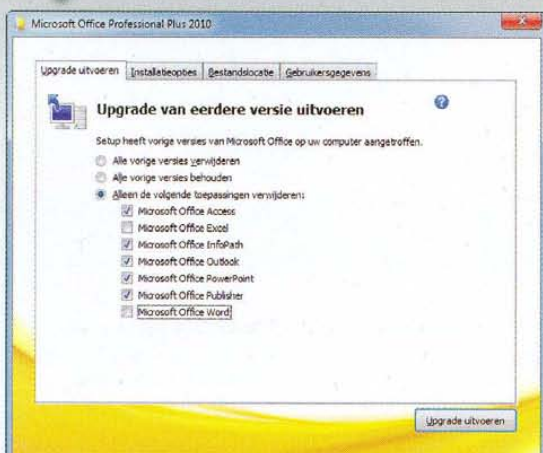 Microsoft Office Professional Plus 2010
Upgrade uitvoeren Installatieopties Bestandslocatie Gebruikersgegevens
Upgrade van eerdere versie uitvoeren
Setup heeft vorige versies van Microsoft Office op uw computer aangetroffen.
Alle vorige versies verwijderen
Alle vorige versies behouden
Alleen de volgende toepassingen verwijderen:
Microsoft Office Access
Microsoft Office Excel
Microsoft Office InfoPath
Microsoft Office Outlook
Microsoft Office PowerPoint
Microsoft Office Publisher
Microsoft Office Word
Upgrade uitvoeren